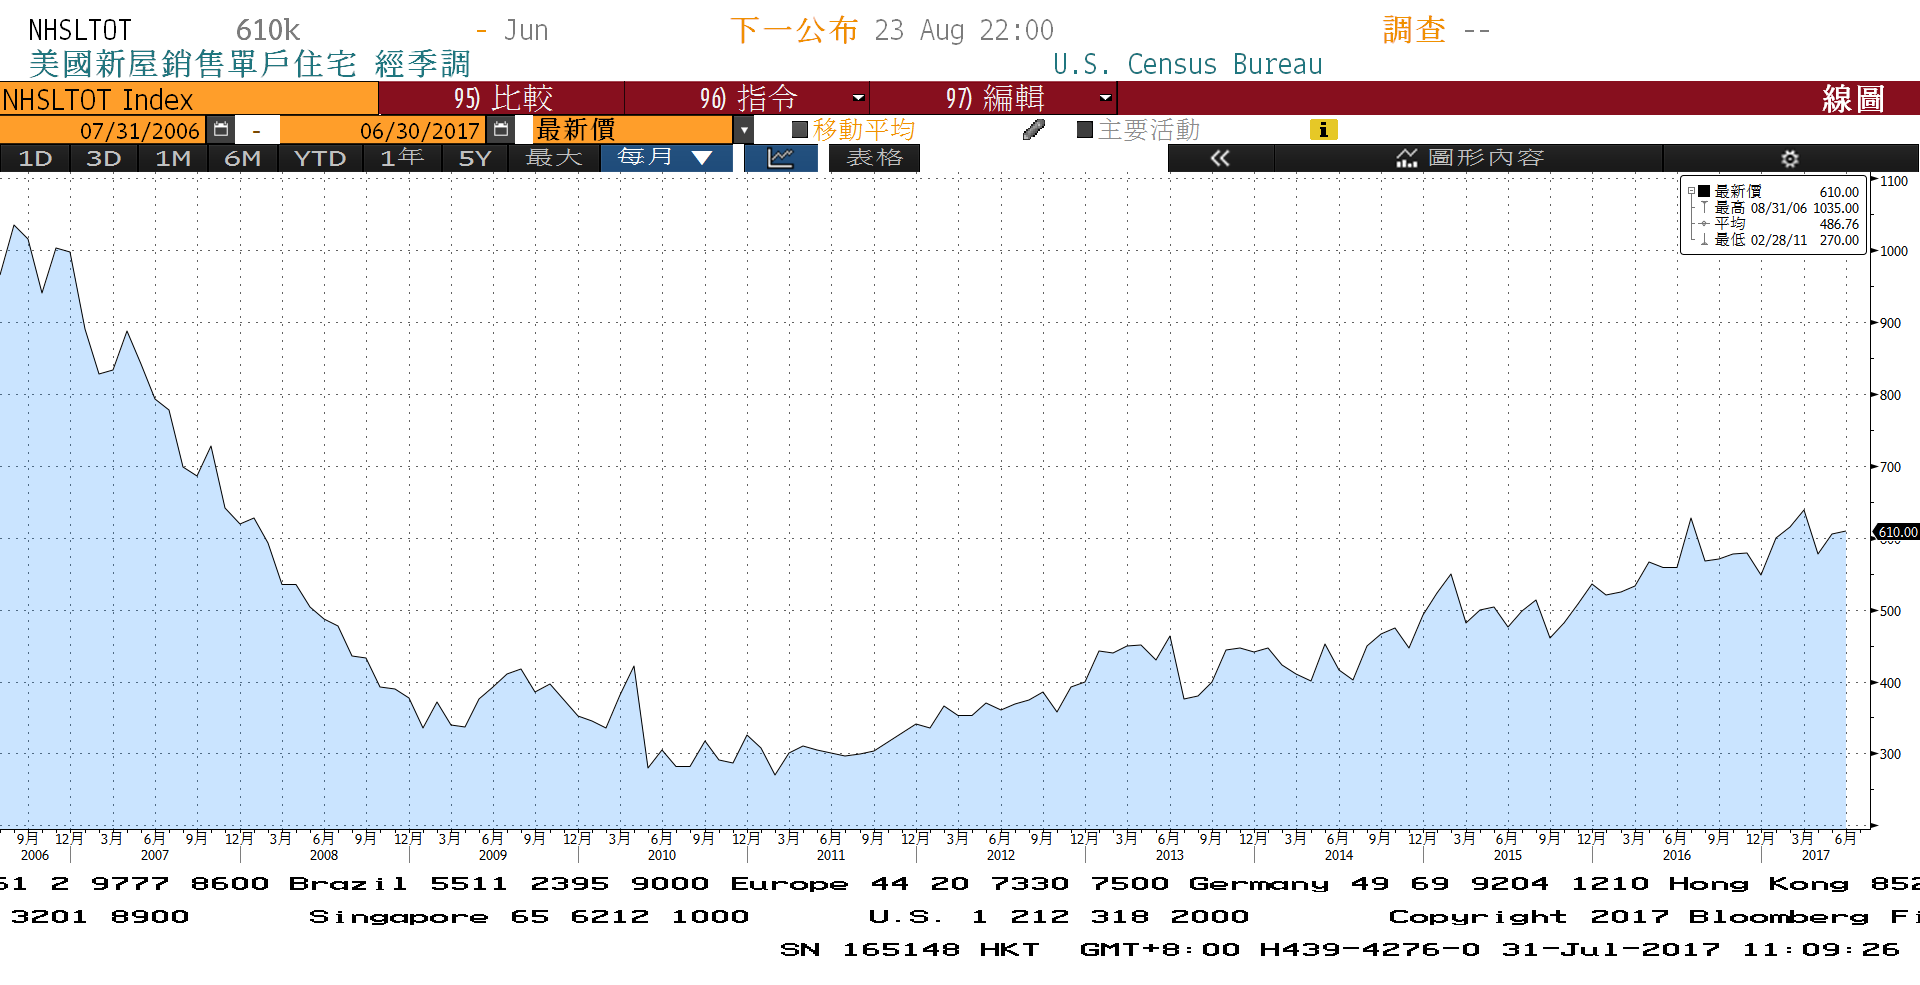 NHSLTOT 610k - Jun 下一公布 23 Aug 22:00 調查 --
美國新屋銷售單戶住宅 經季調 U.S. Census Bureau
NHSLTOT Index 95) 比較 96) 指令 97) 編輯 線圖
07/31/2006 - 06/30/2017 最新價 移動平均 主要活動 i
1D 3D 1M 6M YTD 1年 5Y 最大 每月 ▼ 表格 « 圖形內容
最新價 610.00
最高 08/31/06 1035.00
平均 486.76
最低 02/28/11 270.00
1100
1000
900
800
700
610.00
500
400
300
9月 12月 3月 6月 9月 12月 3月 6月 9月 12月 3月 6月 9月 12月 3月 6月 9月 12月 3月 6月 9月 12月 3月 6月 9月 12月 3月 6月 9月 12月 3月 6月 9月 12月 3月 6月 9月 12月 3月 6月 9月 12月 3月 6月
2006 2007 2008 2009 2010 2011 2012 2013 2014 2015 2016 2017
61 2 9777 8600 Brazil 5511 2395 9000 Europe 44 20 7330 7500 Germany 49 69 9204 1210 Hong Kong 852
3201 8900 Singapore 65 6212 1000 U.S. 1 212 318 2000 Copyright 2017 Bloomberg Fi
SN 165148 HKT GMT+8:00 H439-4276-0 31-Jul-2017 11:09:26